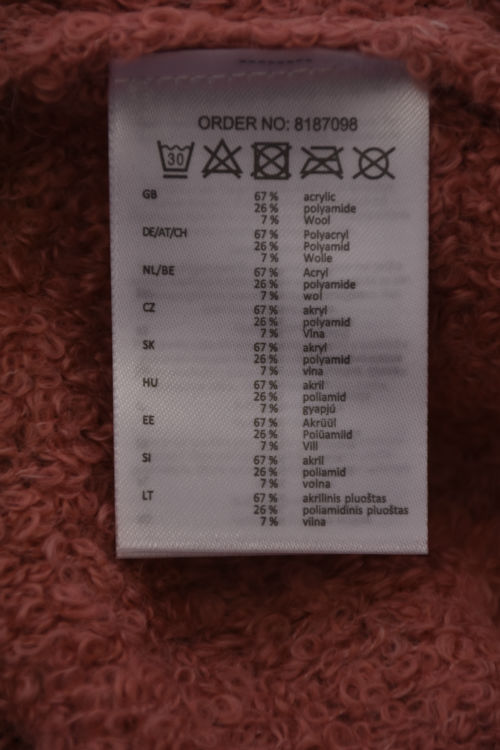 ORDER NO: 8187098
30
GB 67 % acrylic
26 % polyamide
7 % Wool
DE/AT/CH 67 % Polyacryl
26 % Polyamid
7 % Wolle
NL/BE 67 % Acryl
26 % polyamide
7 % wol
CZ 67 % akryl
26 % polyamid
7 % Vlna
SK 67 % akryl
26 % polyamid
7 % vlna
HU 67 % akril
26 % poliamid
7 % gyapjú
EE 67 % Akrüül
26 % Polüamiid
7 % Vill
SI 67 % akril
26 % poliamid
7 % volna
LT 67 % akrilinis pluoštas
26 % poliamidinis pluoštas
7 % vilna